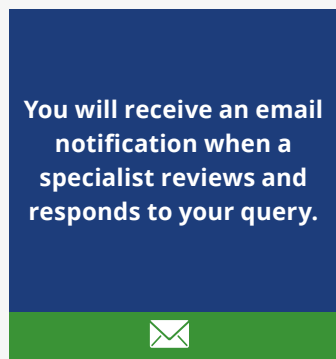 You will receive an email
notification when a
specialist reviews and
responds to your query.